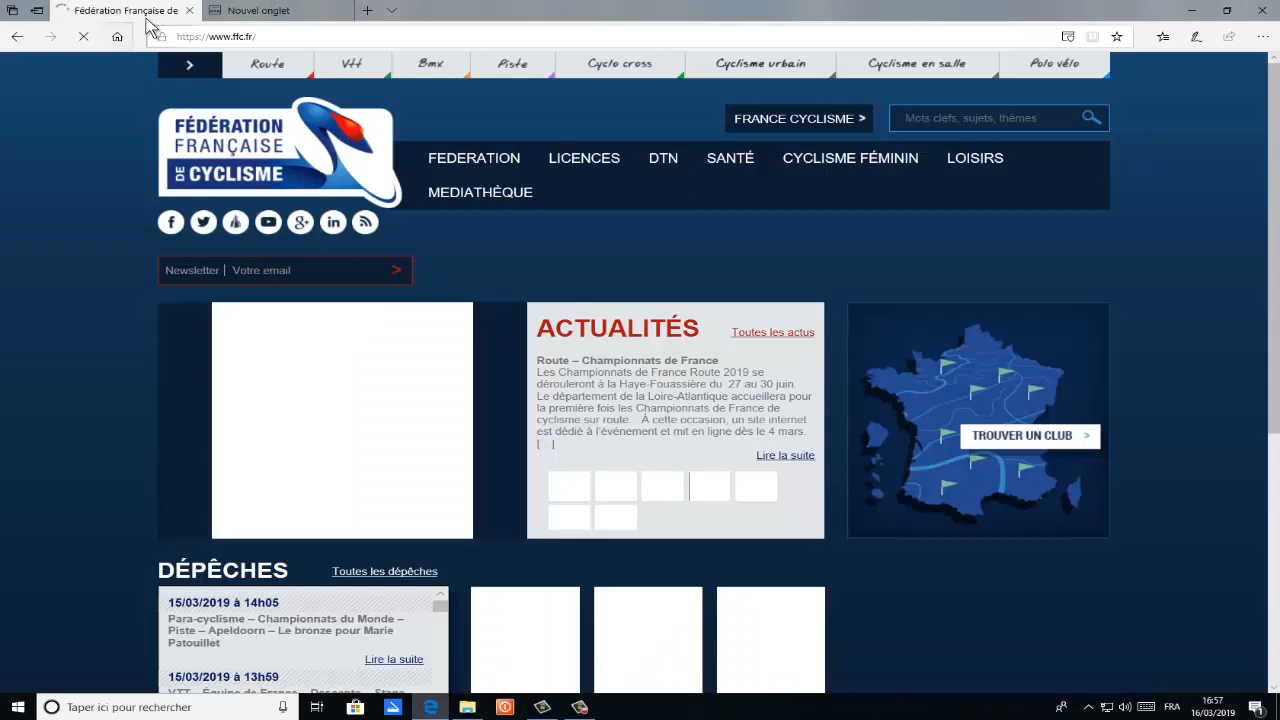 Fédération Française de
Nouvel onglet
https://www.ffc.fr/
Route
Vtt
Bmx
Piste
Cyclo cross
Cyclisme urbain
Cyclisme en salle
Polo vélo
FÉDÉRATION
FRANÇAISE
DE CYCLISME
FRANCE CYCLISME >
Mots clefs, sujets, thèmes
FEDERATION
LICENCES
DTN
SANTÉ
CYCLISME FÉMININ
LOISIRS
MEDIATHÈQUE
Newsletter | Votre email >
ACTUALITÉS
Toutes les actus
Route – Championnats de France
Les Championnats de France Route 2019 se
dérouleront à la Haye-Fouassière du 27 au 30 juin.
Le département de la Loire-Atlantique accueillera pour
la première fois les Championnats de France de
cyclisme sur route. À cette occasion, un site internet
est dédié à l'événement et mit en ligne dès le 4 mars.
[…]
Lire la suite
TROUVER UN CLUB >
DÉPÊCHES
Toutes les dépêches
15/03/2019 à 14h05
Para-cyclisme – Championnats du Monde –
Piste – Apeldoorn – Le bronze pour Marie
Patouillet
Lire la suite
15/03/2019 à 13h59
VTT – Équipe de France – Descente – Stage
Taper ici pour rechercher
FRA
16:57
16/03/2019